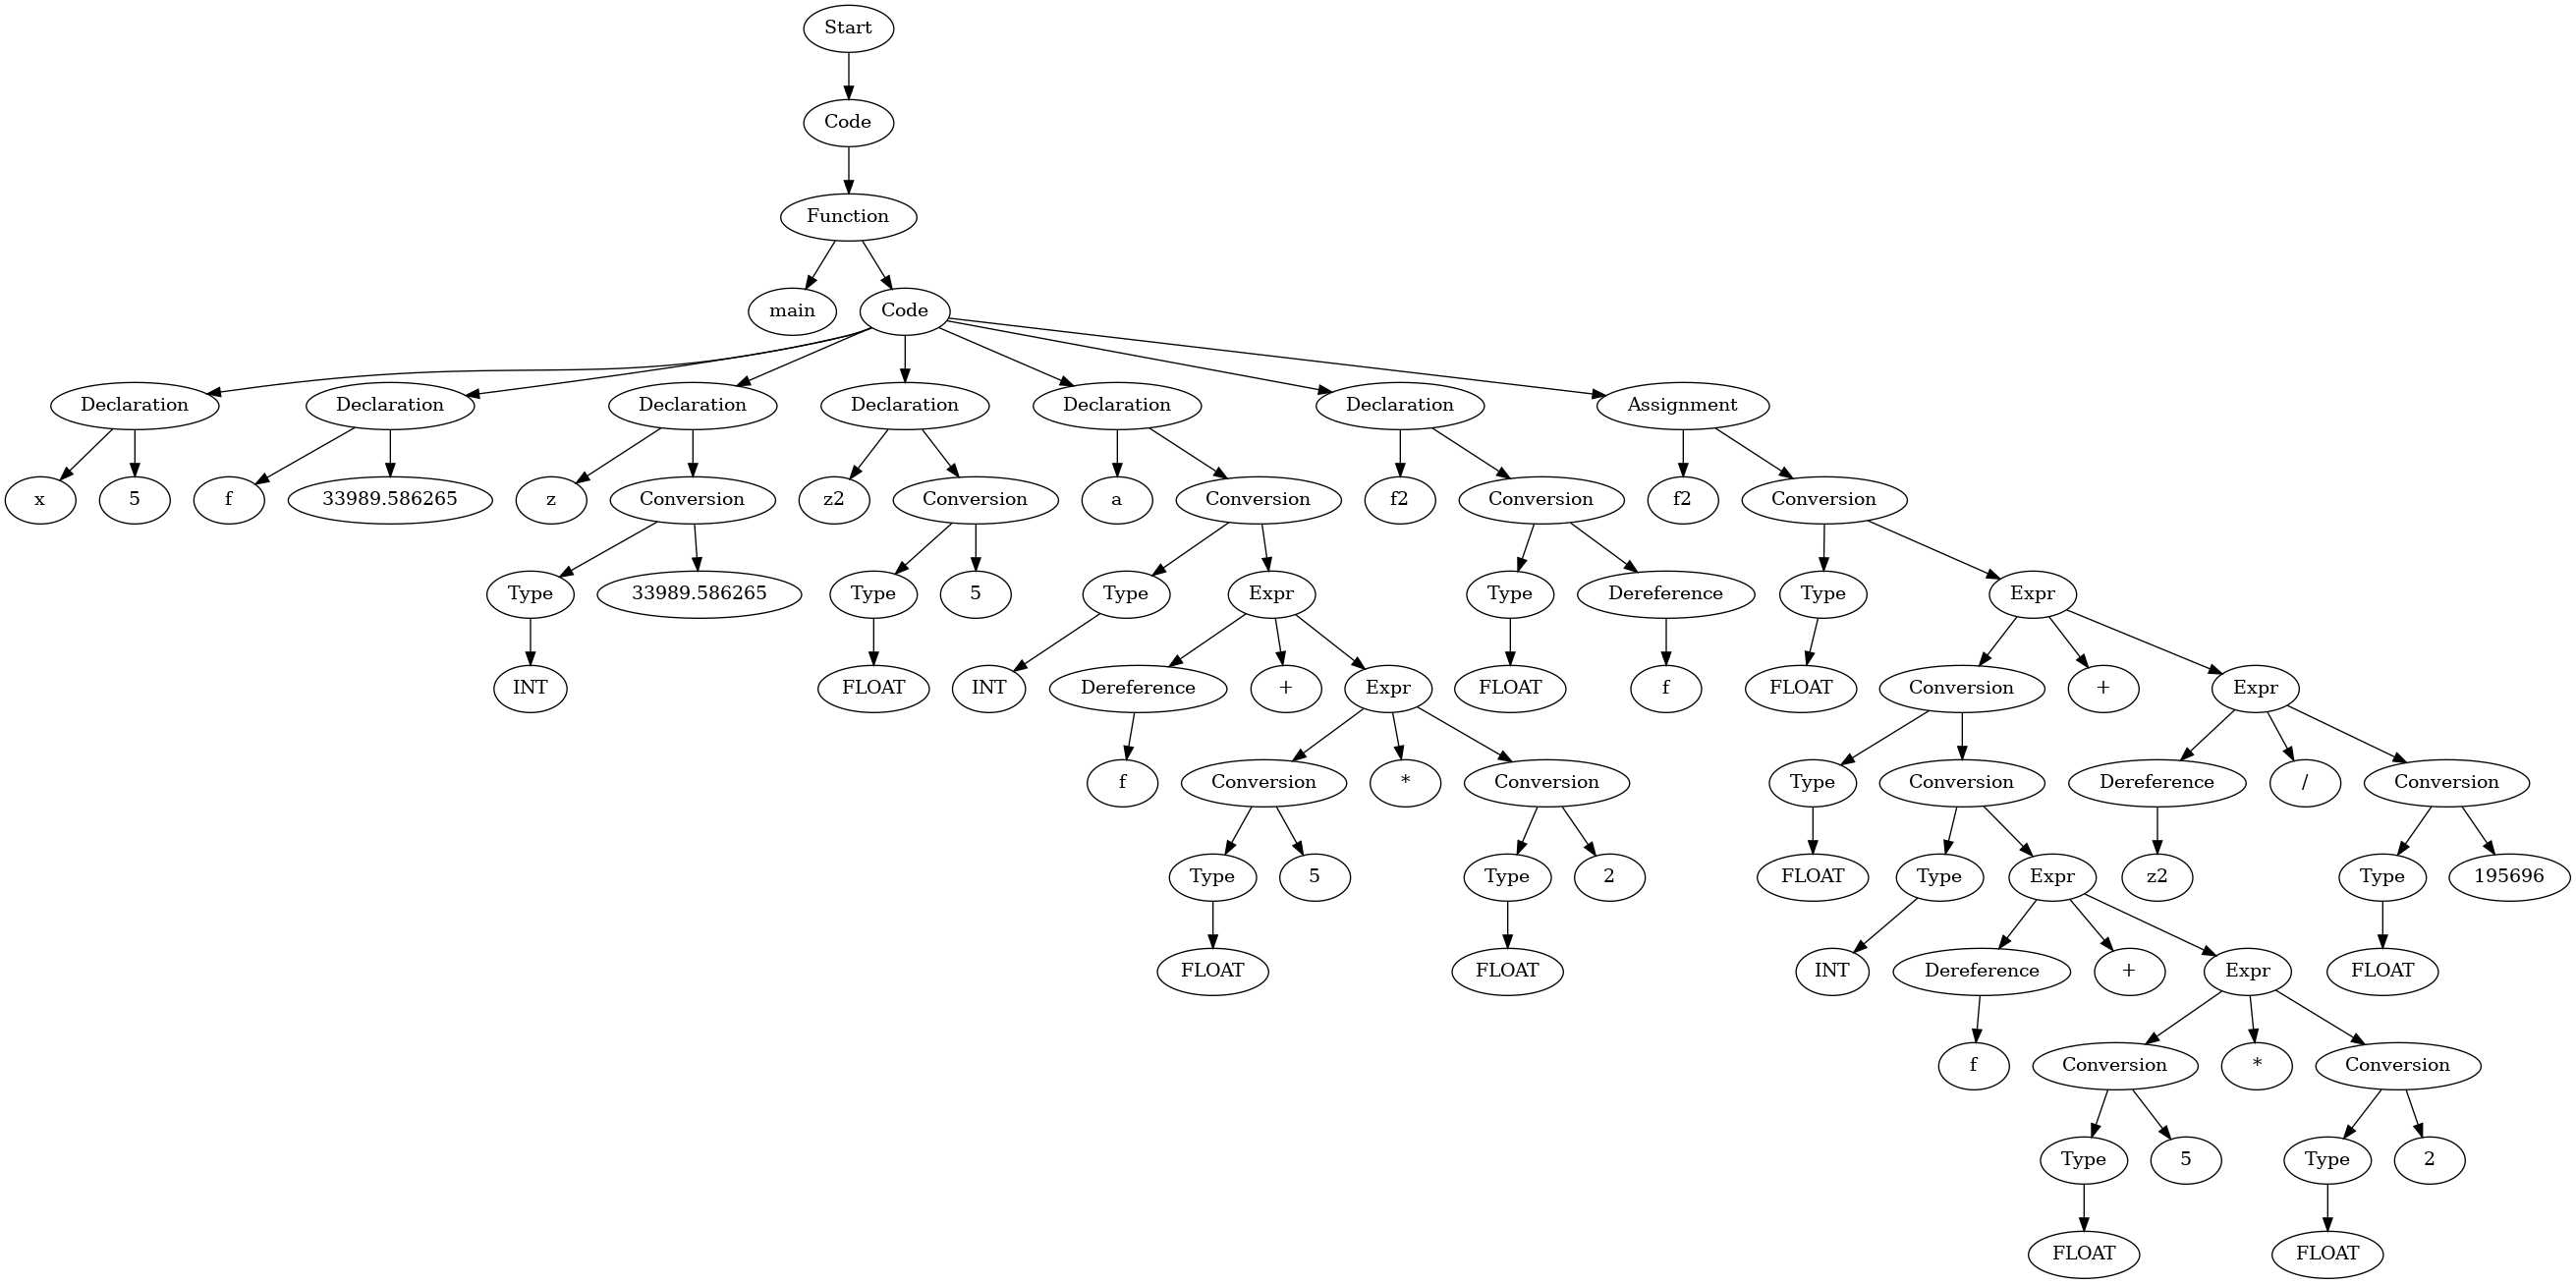 Start
Code
Function
main Code
Declaration Declaration Declaration Declaration Declaration Declaration Assignment
x 5 f 33989.586265 z Conversion z2 Conversion a Conversion f2 Conversion f2 Conversion
Type 33989.586265 Type 5 Type Expr Type Dereference Type Expr
INT FLOAT INT Dereference + Expr FLOAT f FLOAT Conversion + Expr
f Conversion * Conversion Type Conversion Dereference / Conversion
Type 5 Type 2 FLOAT Type Expr z2 Type 195696
FLOAT FLOAT INT Dereference + Expr FLOAT
f Conversion * Conversion
Type 5 Type 2
FLOAT FLOAT